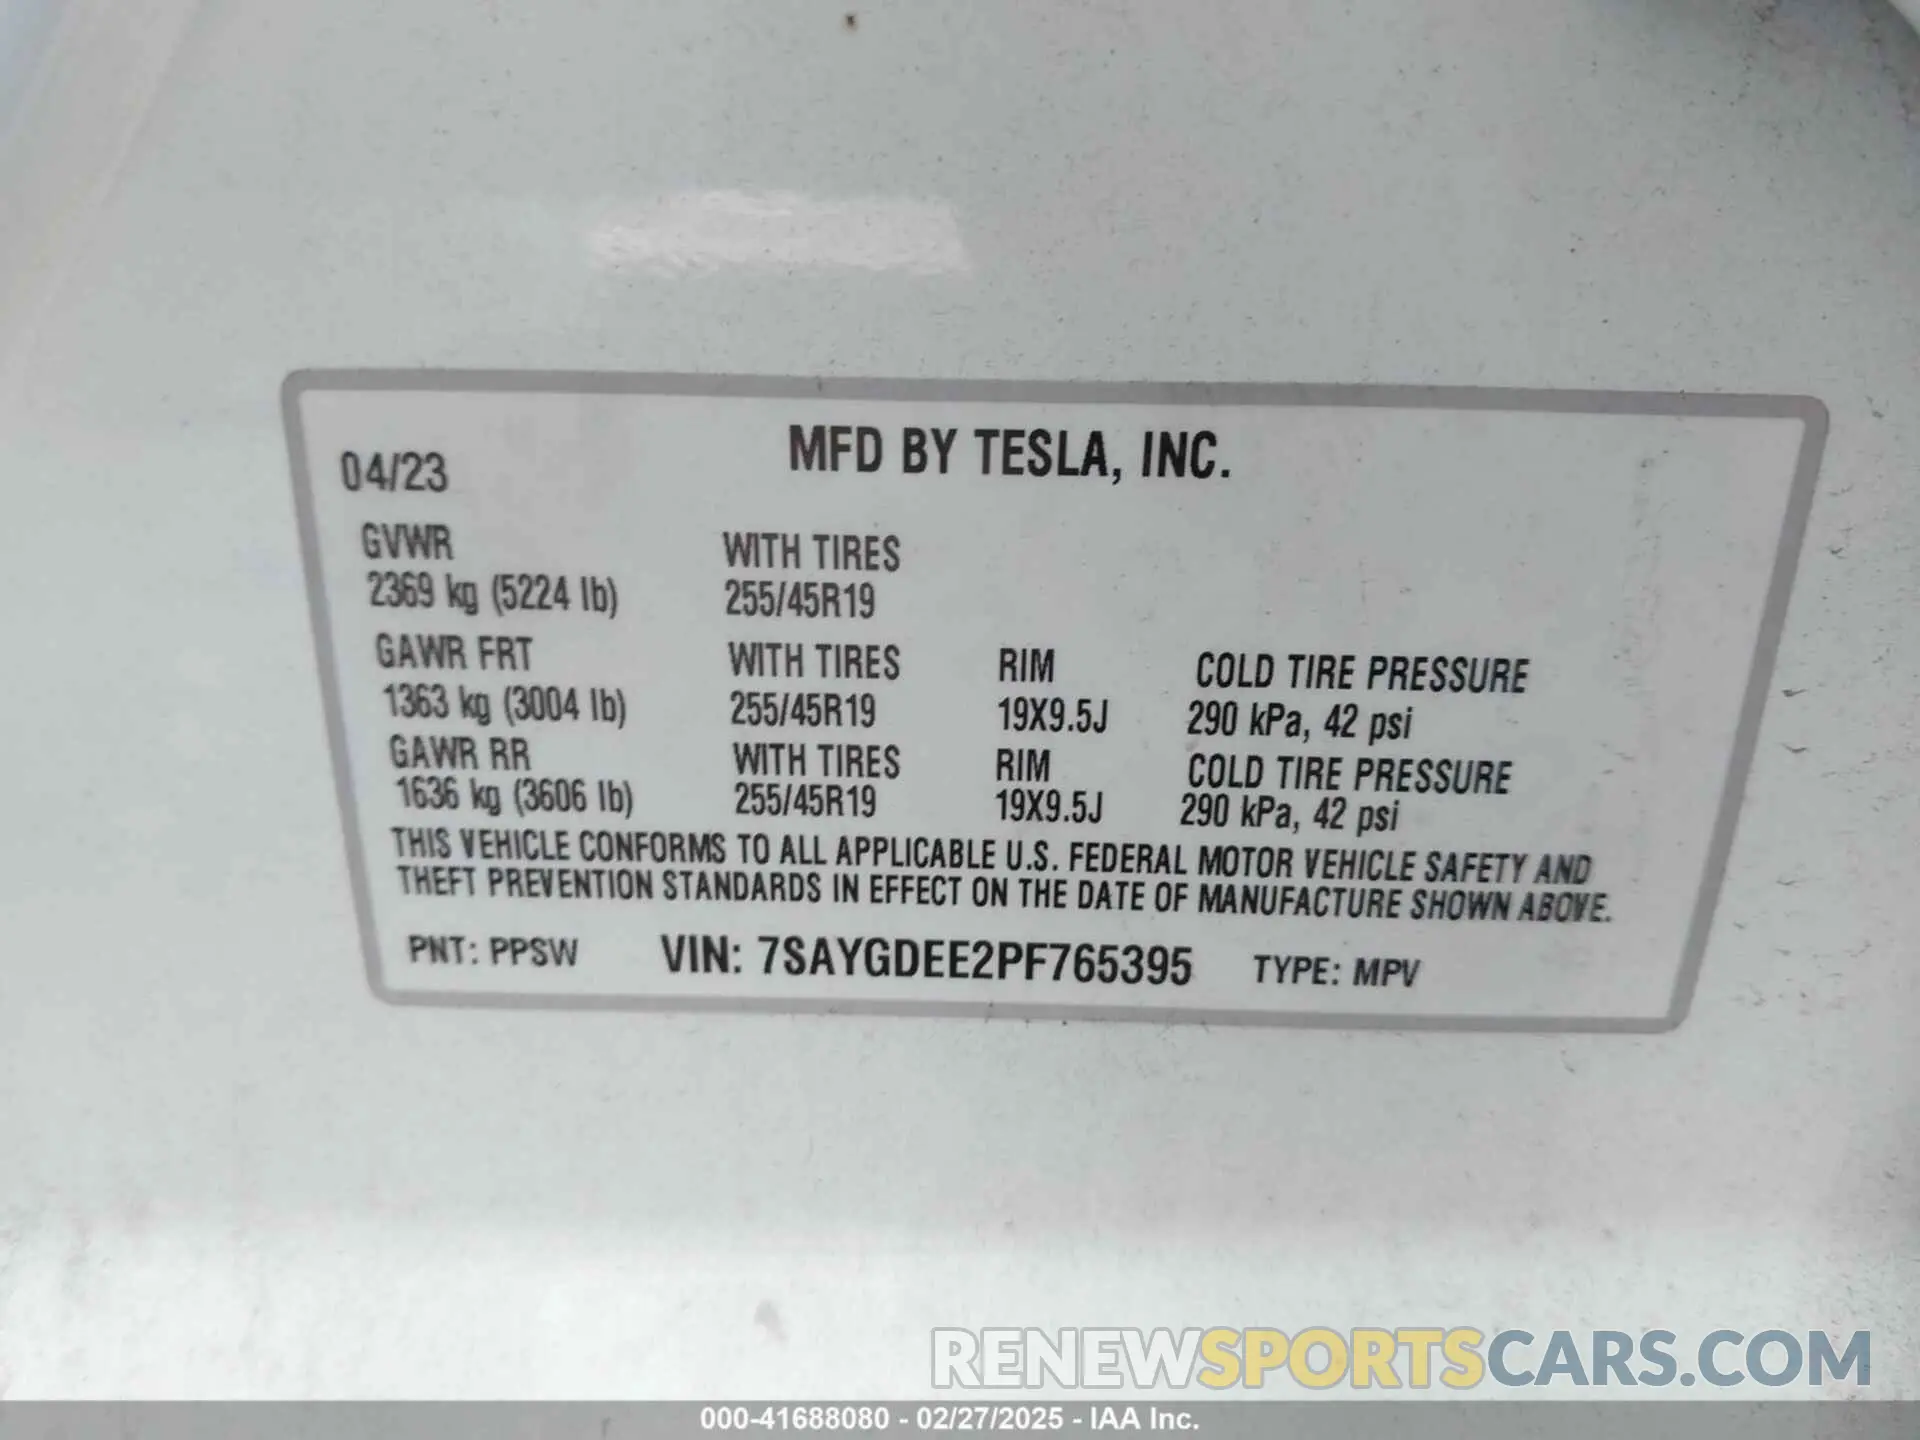 MFD BY TESLA, INC.
04/23
GVWR WITH TIRES
2369 kg (5224 lb) 255/45R19
GAWR FRT WITH TIRES RIM COLD TIRE PRESSURE
1363 kg (3004 lb) 255/45R19 19X9.5J 290 kPa, 42 psi
GAWR RR WITH TIRES RIM COLD TIRE PRESSURE
1636 kg (3606 lb) 255/45R19 19X9.5J 290 kPa, 42 psi
THIS VEHICLE CONFORMS TO ALL APPLICABLE U.S. FEDERAL MOTOR VEHICLE SAFETY AND
THEFT PREVENTION STANDARDS IN EFFECT ON THE DATE OF MANUFACTURE SHOWN ABOVE.
PNT: PPSW VIN: 7SAYGDEE2PF765395 TYPE: MPV
RENEWSPORTSCARS.COM
000-41688080 - 02/27/2025 - IAA Inc.